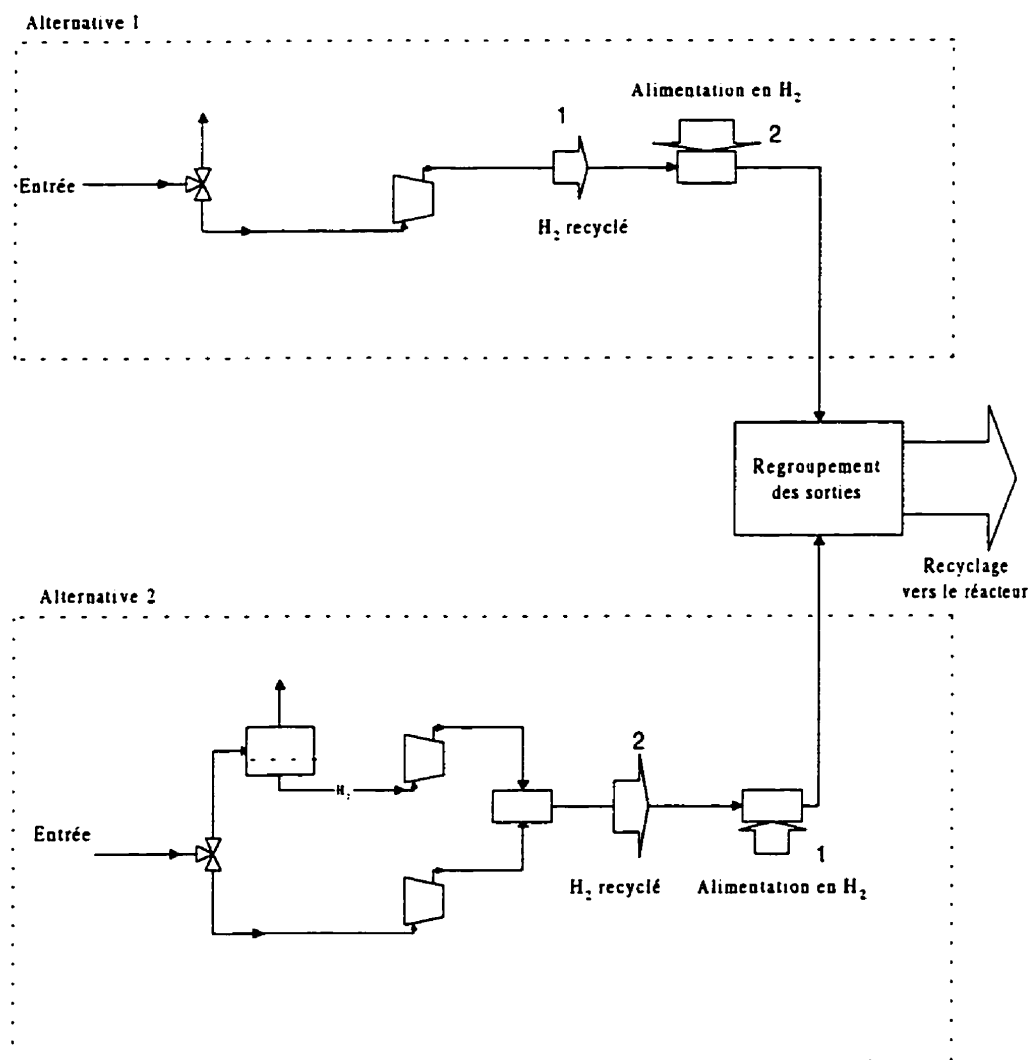 Alternative 1
Alimentation en H₂
1
2
Entrée
H₂ recyclé
Regroupement
des sorties
Recyclage
vers le réacteur
Alternative 2
2
H₂
Entrée
1
H₂ recyclé
Alimentation en H₂